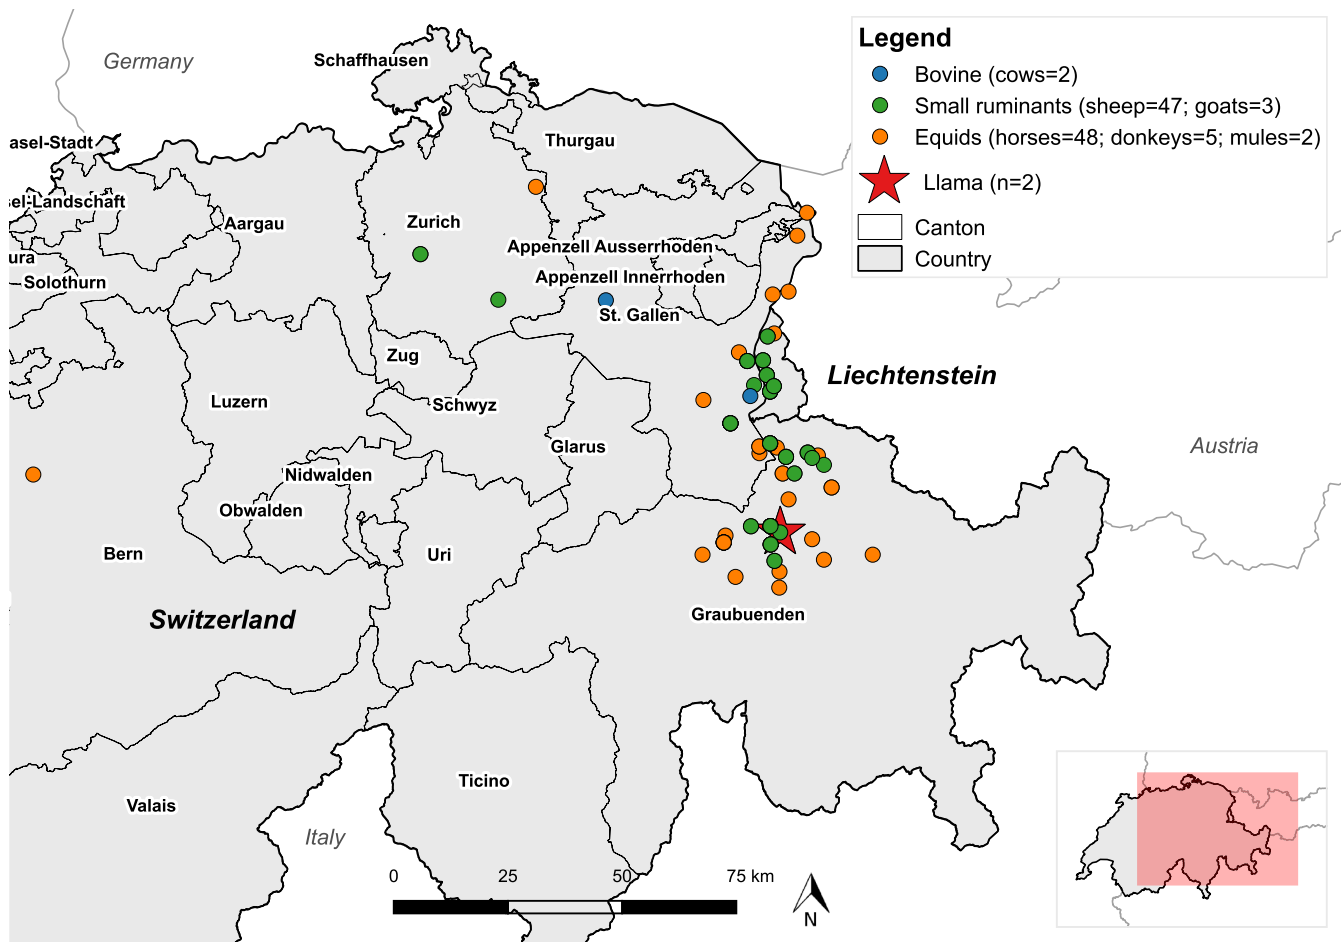 Germany
Schaffhausen
Legend
Bovine (cows=2)
Small ruminants (sheep=47; goats=3)
Equids (horses=48; donkeys=5; mules=2)
Llama (n=2)
Canton
Country
asel-Stadt
Thurgau
sel-Landschaft
Aargau
Zurich
Appenzell Ausserrhoden
ura
Solothurn
Appenzell Innerrhoden
St. Gallen
Zug
Liechtenstein
Luzern
Schwyz
Glarus
Austria
Nidwalden
Obwalden
Bern
Uri
Switzerland
Graubuenden
Ticino
Valais
Italy
0 25 50 75 km
N